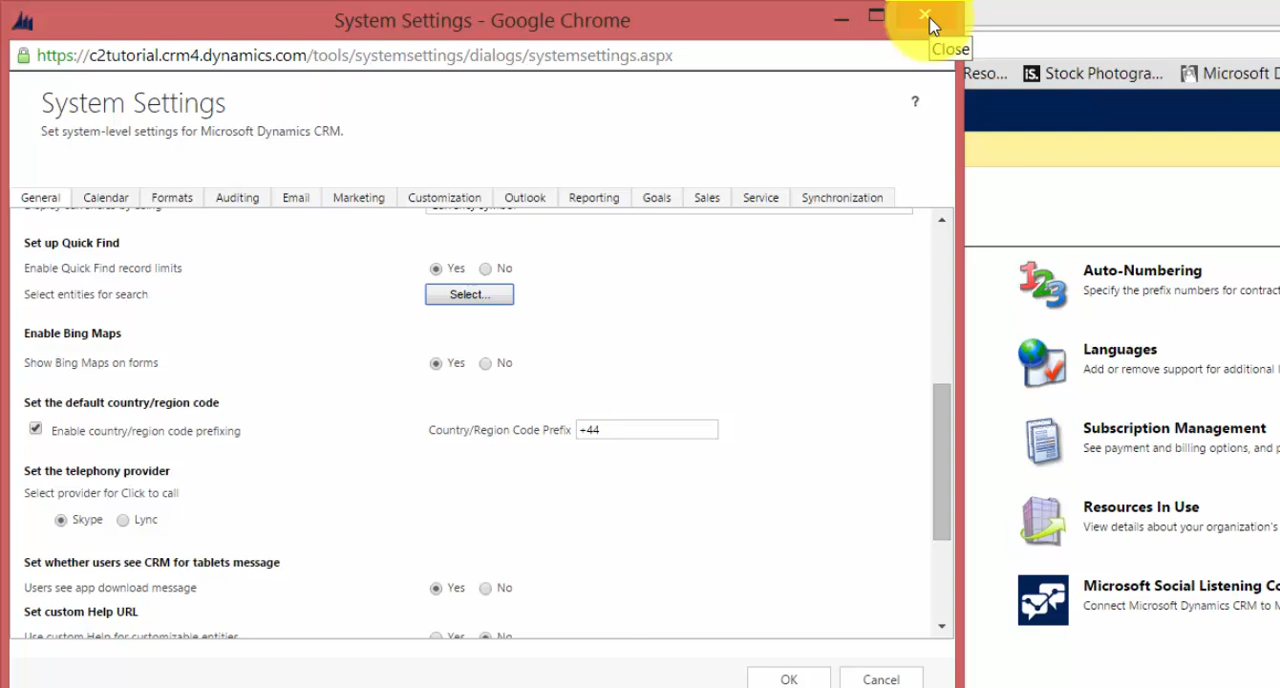 System Settings - Google Chrome
Close
https://c2tutorial.crm4.dynamics.com/tools/systemsettings/dialogs/systemsettings.aspx
Reso... Stock Photogra... Microsoft D
System Settings
?
Set system-level settings for Microsoft Dynamics CRM.
General Calendar Formats Auditing Email Marketing Customization Outlook Reporting Goals Sales Service Synchronization
Set up Quick Find
Enable Quick Find record limits Yes No
Select entities for search Select...
Enable Bing Maps
Show Bing Maps on forms Yes No
Set the default country/region code
Enable country/region code prefixing Country/Region Code Prefix +44
Set the telephony provider
Select provider for Click to call
Skype Lync
Set whether users see CRM for tablets message
Users see app download message Yes No
Set custom Help URL
Use custom Help for customizable entities Yes No
OK Cancel
Auto-Numbering
Specify the prefix numbers for contract
Languages
Add or remove support for additional l
Subscription Management
See payment and billing options, and p
Resources In Use
View details about your organization's
Microsoft Social Listening Co
Connect Microsoft Dynamics CRM to M